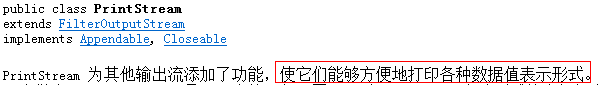 public class PrintStream
extends FilterOutputStream
implements Appendable, Closeable
PrintStream 为其他输出流添加了功能，使它们能够方便地打印各种数据值表示形式。